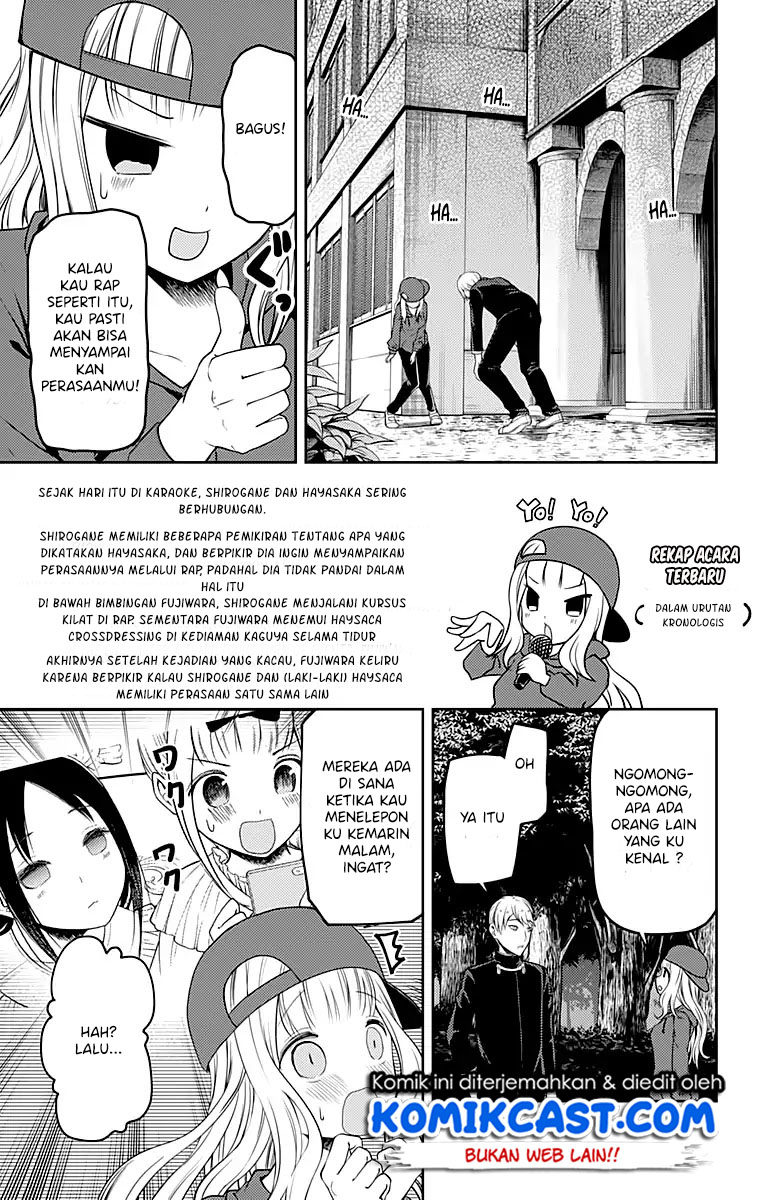 HA...
HA...
HA...
HA...
BAGUS!
KALAU
KAU RAP
SEPERTI ITU,
KAU PASTI
AKAN BISA
MENYAMPAI
KAN
PERASAANMU!
ぐっ
REKAP ACARA
TERBARU
(DALAM URUTAN
KRONOLOGIS)
YO! YO!
SEJAK HARI ITU DI KARAOKE, SHIROGANE DAN HAYASAKA SERING
BERHUBUNGAN.
SHIROGANE MEMILIKI BEBERAPA PEMIKIRAN TENTANG APA YANG
DIKATAKAN HAYASAKA, DAN BERPIKIR DIA INGIN MENYAMPAIKAN
PERASAANNYA MELALUI RAP, PADAHAL DIA TIDAK PANDAI DALAM
HAL ITU
DI BAWAH BIMBINGAN FUJIWARA, SHIROGANE MENJALANI KURSUS
KILAT DI RAP. SEMENTARA FUJIWARA MENEMUI HAYSACA
CROSSDRESSING DI KEDIAMAN KAGUYA SELAMA TIDUR
AKHIRNYA SETELAH KEJADIAN YANG KACAU, FUJIWARA KELIRU
KARENA BERPIKIR KALAU SHIROGANE DAN (LAKI-LAKI) HAYSACA
MEMILIKI PERASAAN SATU SAMA LAIN
NGOMONG-
NGOMONG,
APA ADA
ORANG LAIN
YANG KU
KENAL ?
OH
YA ITU
MEREKA ADA
DI SANA
KETIKA KAU
MENELEPON
KU KEMARIN
MALAM,
INGAT?
ワ
ワ
HAH?
LALU...
Komik ini diterjemahkan & diedit oleh
KOMIKCAST.COM
BUKAN WEB LAIN!!